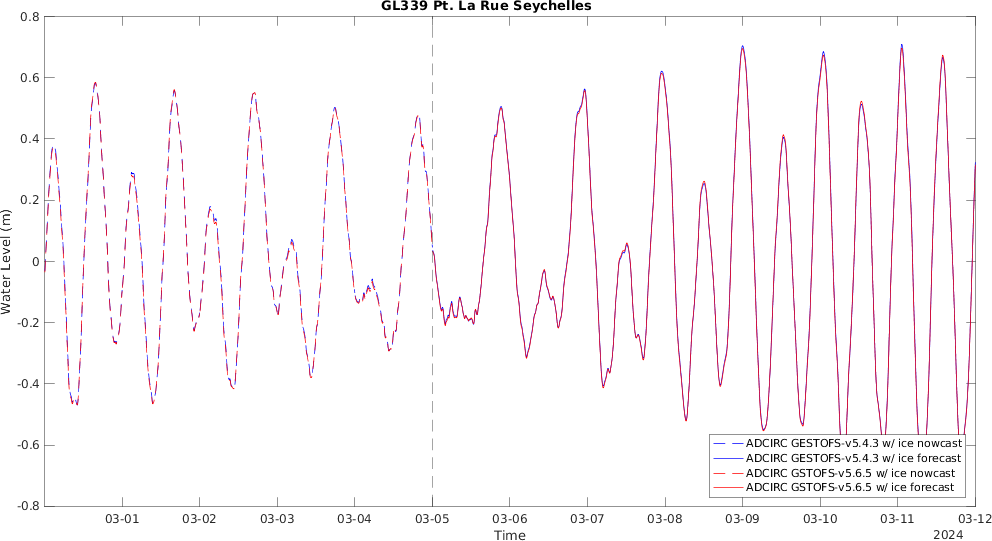 GL339 Pt. La Rue Seychelles
0.8
0.6
0.4
0.2
0
-0.2
-0.4
-0.6
-0.8
Water Level (m)
ADCIRC GESTOFS-v5.4.3 w/ ice nowcast
ADCIRC GESTOFS-v5.4.3 w/ ice forecast
ADCIRC GSTOFS-v5.6.5 w/ ice nowcast
ADCIRC GSTOFS-v5.6.5 w/ ice forecast
03-01 03-02 03-03 03-04 03-05 03-06 03-07 03-08 03-09 03-10 03-11 03-12
Time
2024